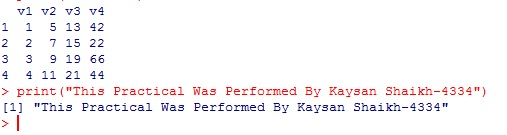 v1 v2 v3 v4
1 1 5 13 42
2 2 7 15 22
3 3 9 19 66
4 4 11 21 44
> print("This Practical Was Performed By Kaysan Shaikh-4334")
[1] "This Practical Was Performed By Kaysan Shaikh-4334"
>